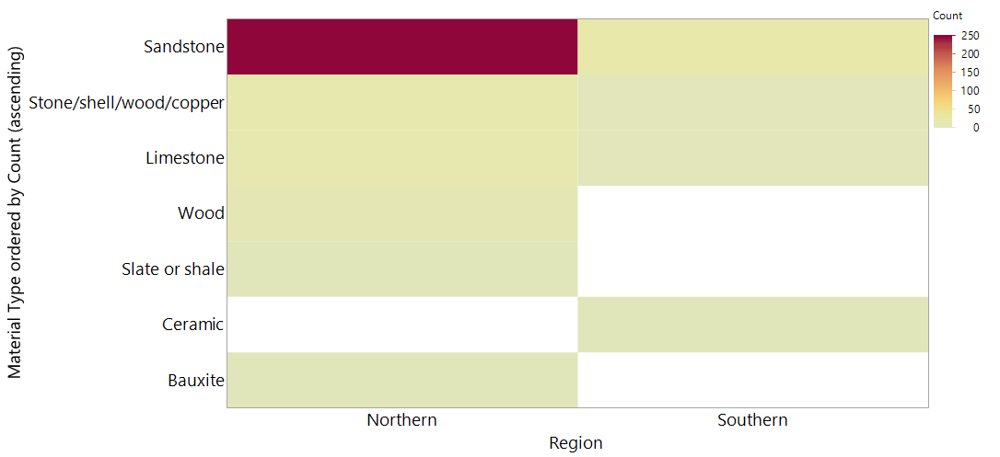 Count
250
200
150
100
50
0
Material Type ordered by Count (ascending)
Sandstone
Stone/shell/wood/copper
Limestone
Wood
Slate or shale
Ceramic
Bauxite
Northern
Southern
Region